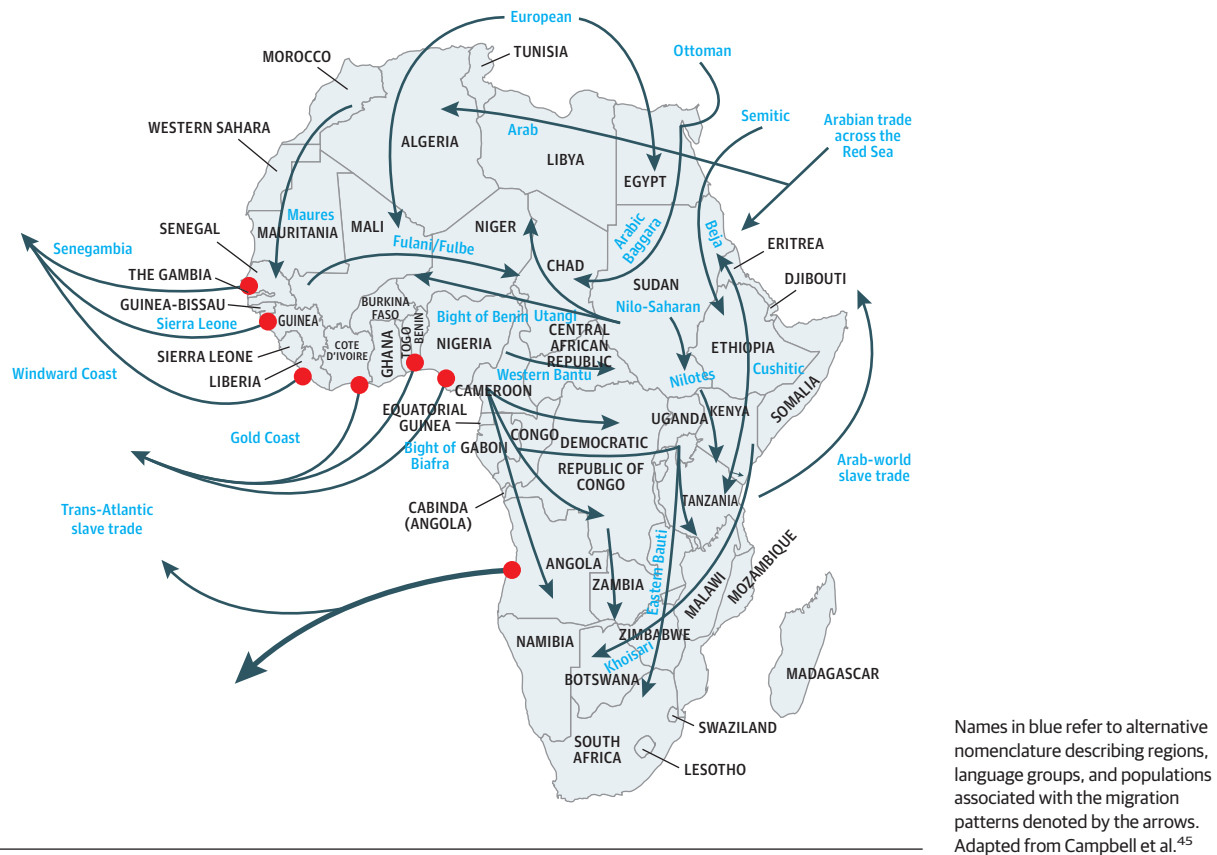 European
Ottoman
TUNISIA
MOROCCO
Semitic
Arabian trade
across the
Red Sea
WESTERN SAHARA
Arab
ALGERIA
LIBYA
EGYPT
Maures
MAURITANIA
MALI
NIGER
Arabic
Baggara
Beja
SENEGAL
Senegambia
Fulani/Fulbe
ERITREA
CHAD
SUDAN
DJIBOUTI
THE GAMBIA
GUINEA-BISSAU
Sierra Leone
GUINEA
BURKINA
FASO
Bight of Benin
Utangi
Nilo-Saharan
BENIN
TOGO
GHANA
COTE
D'IVOIRE
NIGERIA
CENTRAL
AFRICAN
REPUBLIC
ETHIOPIA
SIERRA LEONE
LIBERIA
Windward Coast
Western Bantu
Nilotes
Cushitic
SOMALIA
CAMEROON
EQUATORIAL
GUINEA
UGANDA
KENYA
Gold Coast
Bight of
Biafra
GABON
CONGO
DEMOCRATIC
REPUBLIC OF
CONGO
Arab-world
slave trade
CABINDA
(ANGOLA)
TANZANIA
Trans-Atlantic
slave trade
ANGOLA
ZAMBIA
Eastern Bauti
MALAWI
MOZAMBIQUE
NAMIBIA
ZIMBABWE
Khoisari
BOTSWANA
MADAGASCAR
SWAZILAND
SOUTH
AFRICA
LESOTHO
Names in blue refer to alternative
nomenclature describing regions,
language groups, and populations
associated with the migration
patterns denoted by the arrows.
Adapted from Campbell et al.⁴⁵